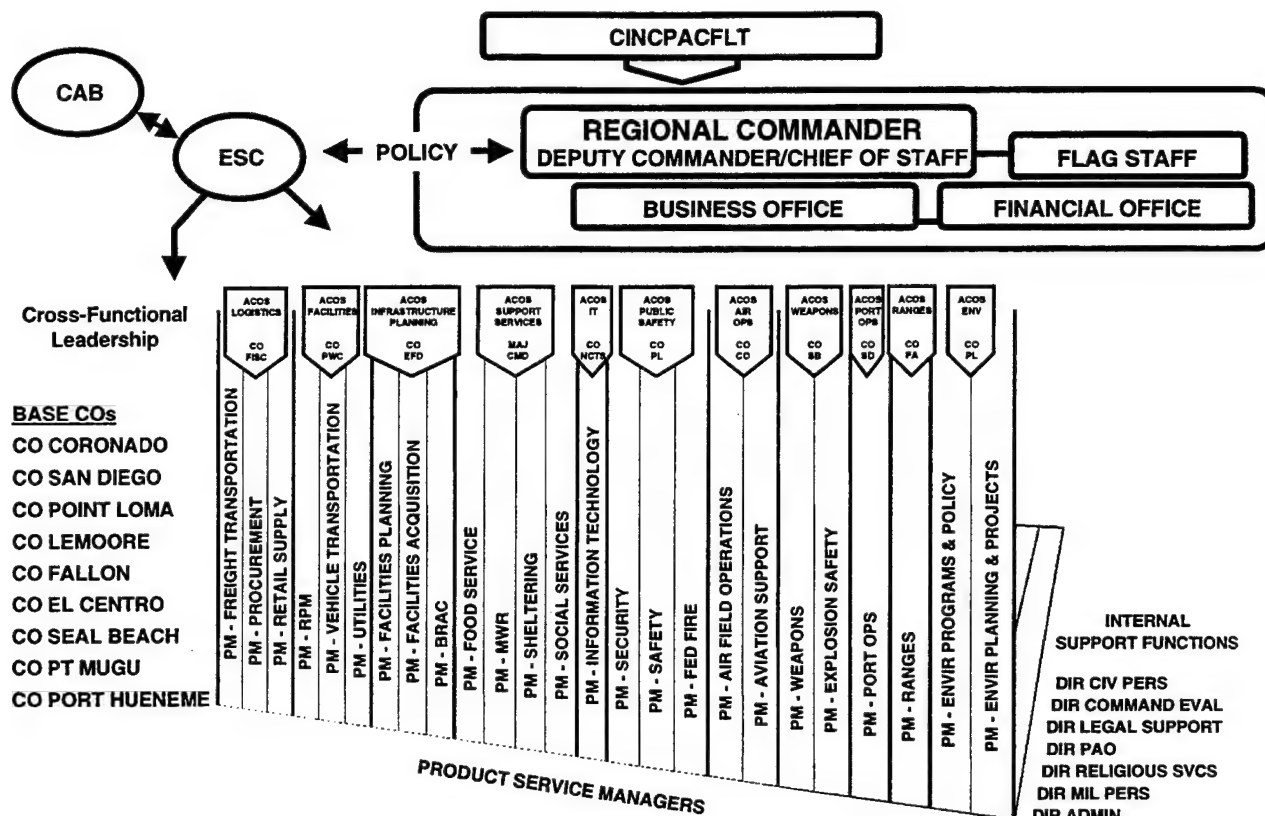 CINCPACFLT
CAB
ESC
POLICY
REGIONAL COMMANDER
DEPUTY COMMANDER/CHIEF OF STAFF
FLAG STAFF
BUSINESS OFFICE
FINANCIAL OFFICE
Cross-Functional
Leadership
ACOS
LOGISTICS
CO
FISC
ACOS
FACILITIES
CO
PWC
ACOS
INFRASTRUCTURE
PLANNING
CO
EFD
ACOS
SUPPORT
SERVICES
MAJ
CMD
ACOS
IT
CO
NCTS
ACOS
PUBLIC
SAFETY
CO
PL
ACOS
AIR
OPS
CO
CO
ACOS
WEAPONS
CO
SB
ACOS
PORT
OPS
CO
SD
ACOS
RANGES
CO
FA
ACOS
ENV
CO
PL
BASE COs
CO CORONADO
CO SAN DIEGO
CO POINT LOMA
CO LEMOORE
CO FALLON
CO EL CENTRO
CO SEAL BEACH
CO PT MUGU
CO PORT HUENEME
PM - FREIGHT TRANSPORTATION
PM - PROCUREMENT
PM - RETAIL SUPPLY
PM - RPM
PM - VEHICLE TRANSPORTATION
PM - UTILITIES
PM - FACILITIES PLANNING
PM - FACILITIES ACQUISITION
PM - BRAC
PM - FOOD SERVICE
PM - MWR
PM - SHELTERING
PM - SOCIAL SERVICES
PM - INFORMATION TECHNOLOGY
PM - SECURITY
PM - SAFETY
PM - FED FIRE
PM - AIR FIELD OPERATIONS
PM - AVIATION SUPPORT
PM - WEAPONS
PM - EXPLOSION SAFETY
PM - PORT OPS
PM - RANGES
PM - ENVIR PROGRAMS & POLICY
PM - ENVIR PLANNING & PROJECTS
PRODUCT SERVICE MANAGERS
INTERNAL
SUPPORT FUNCTIONS
DIR CIV PERS
DIR COMMAND EVAL
DIR LEGAL SUPPORT
DIR PAO
DIR RELIGIOUS SVCS
DIR MIL PERS
DIR ADMIN